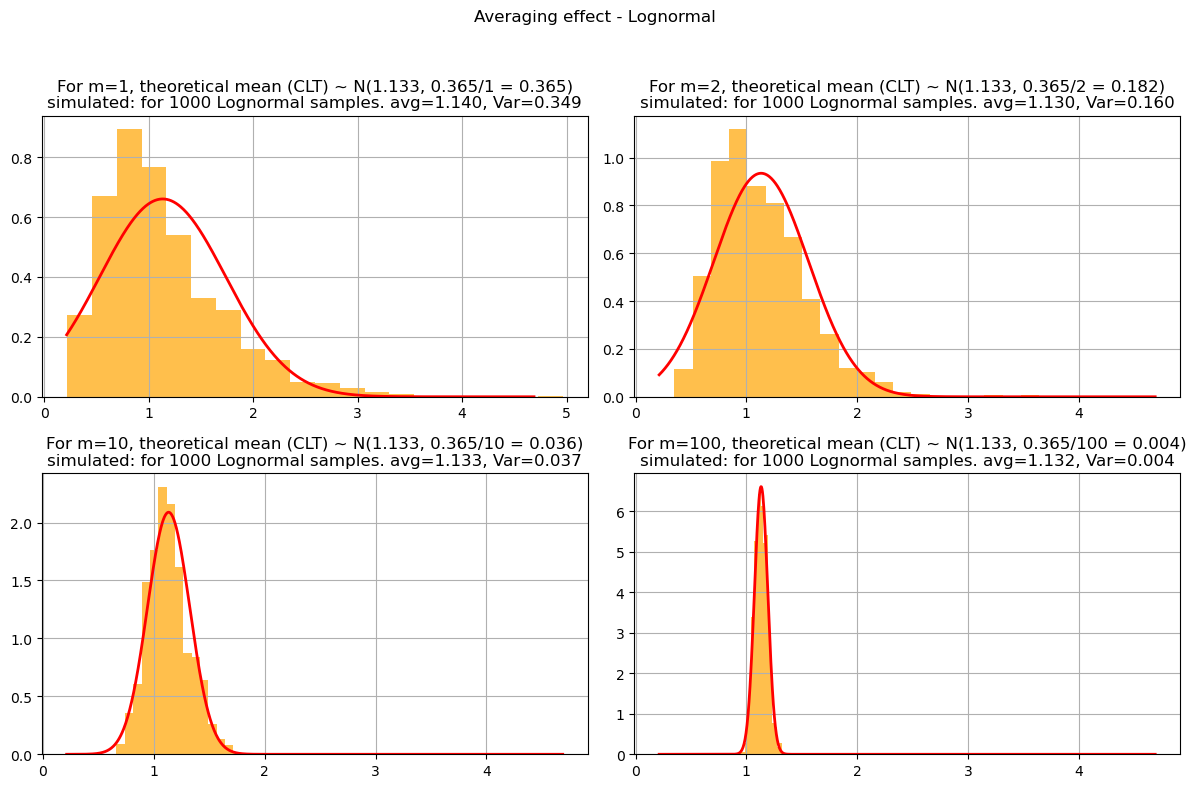 Averaging effect - Lognormal
For m=1, theoretical mean (CLT) ~ N(1.133, 0.365/1 = 0.365)
simulated: for 1000 Lognormal samples. avg=1.140, Var=0.349
0.8
0.6
0.4
0.2
0.0
0 1 2 3 4 5
For m=2, theoretical mean (CLT) ~ N(1.133, 0.365/2 = 0.182)
simulated: for 1000 Lognormal samples. avg=1.130, Var=0.160
1.0
0.8
0.6
0.4
0.2
0.0
0 1 2 3 4
For m=10, theoretical mean (CLT) ~ N(1.133, 0.365/10 = 0.036)
simulated: for 1000 Lognormal samples. avg=1.133, Var=0.037
2.0
1.5
1.0
0.5
0.0
0 1 2 3 4
For m=100, theoretical mean (CLT) ~ N(1.133, 0.365/100 = 0.004)
simulated: for 1000 Lognormal samples. avg=1.132, Var=0.004
6
5
4
3
2
1
0
0 1 2 3 4